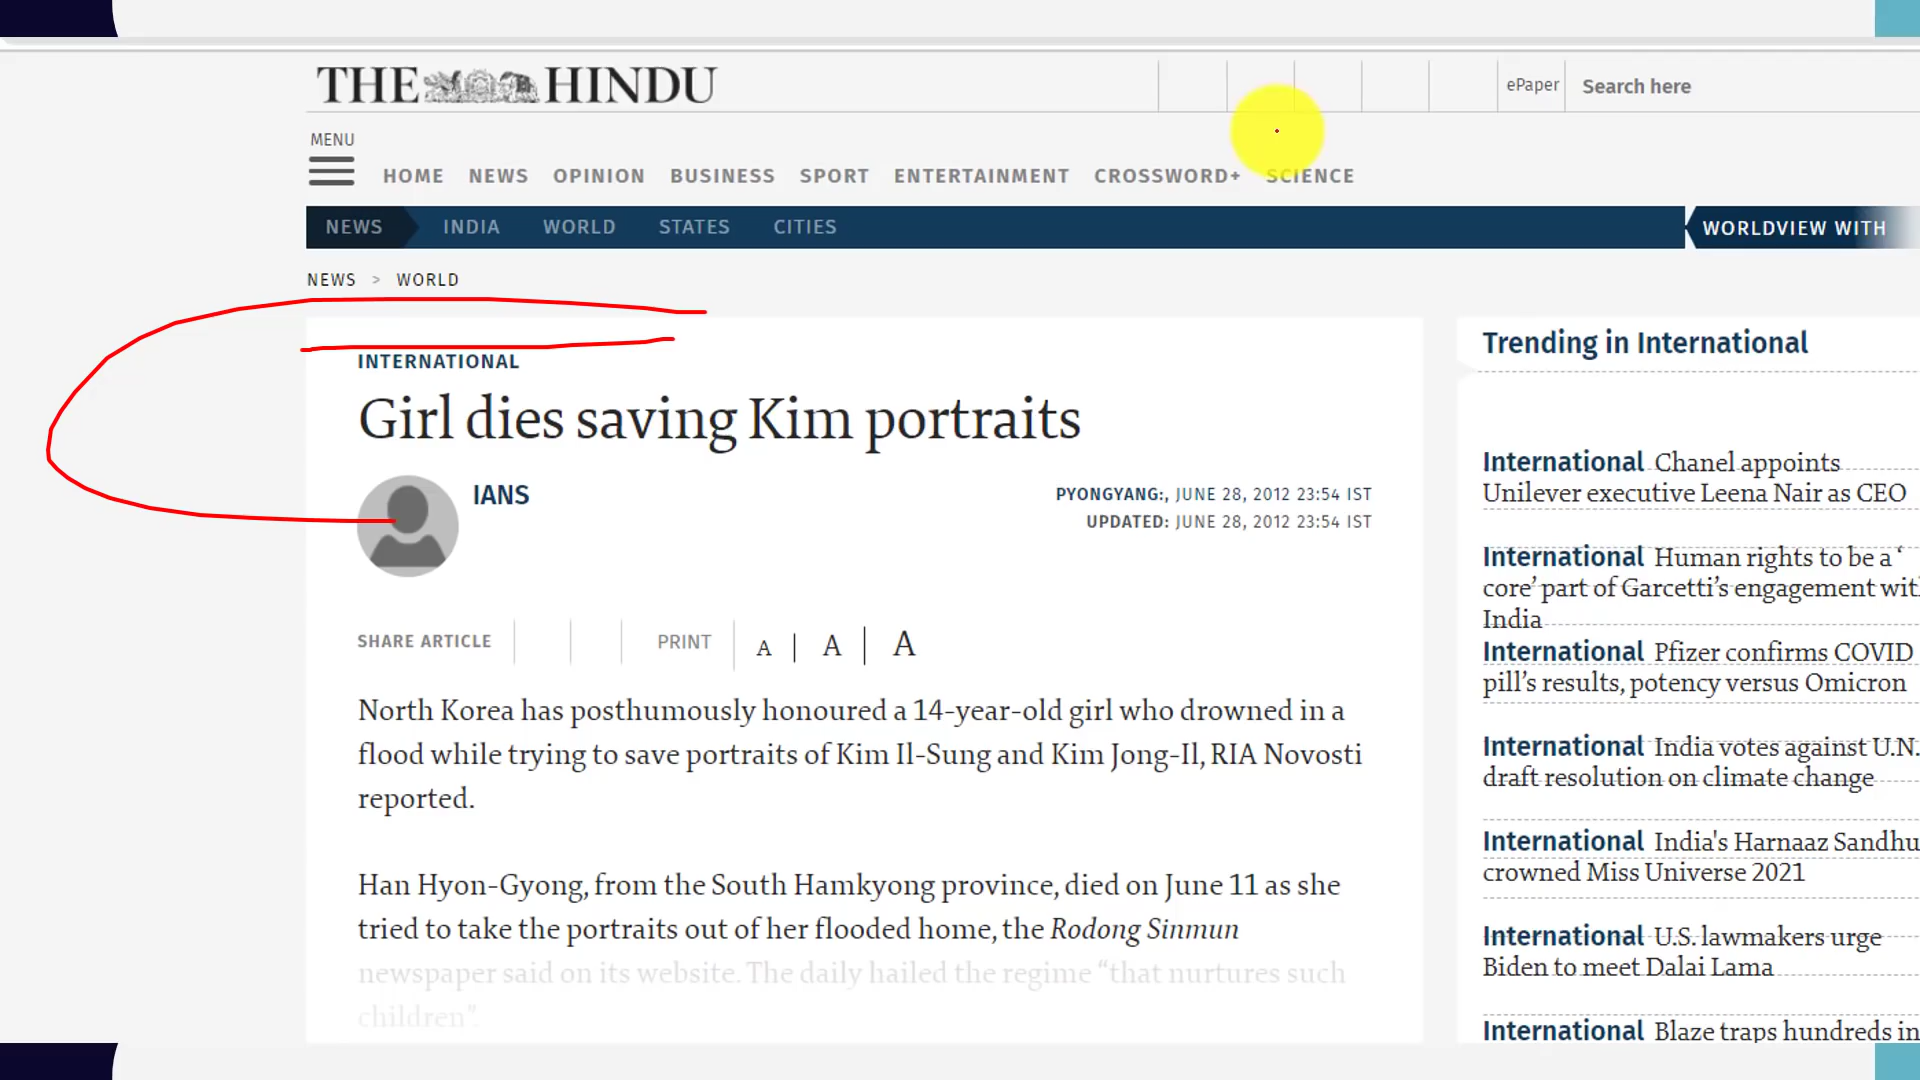 THE HINDU
ePaper
Search here
MENU
HOME NEWS OPINION BUSINESS SPORT ENTERTAINMENT CROSSWORD+ SCIENCE
NEWS INDIA WORLD STATES CITIES
WORLDVIEW WITH
NEWS > WORLD
INTERNATIONAL
Girl dies saving Kim portraits
IANS
PYONGYANG:, JUNE 28, 2012 23:54 IST
UPDATED: JUNE 28, 2012 23:54 IST
SHARE ARTICLE
PRINT
A | A | A
North Korea has posthumously honoured a 14-year-old girl who drowned in a
flood while trying to save portraits of Kim Il-Sung and Kim Jong-Il, RIA Novosti
reported.
Han Hyon-Gyong, from the South Hamkyong province, died on June 11 as she
tried to take the portraits out of her flooded home, the Rodong Sinmun
newspaper said on its website. The daily hailed the regime “that nurtures such
children”.
Trending in International
International Chanel appoints
Unilever executive Leena Nair as CEO
International Human rights to be a ‘
core’ part of Garcetti’s engagement with
India
International Pfizer confirms COVID
pill’s results, potency versus Omicron
International India votes against U.N.
draft resolution on climate change
International India's Harnaaz Sandhu
crowned Miss Universe 2021
International U.S. lawmakers urge
Biden to meet Dalai Lama
International Blaze traps hundreds in